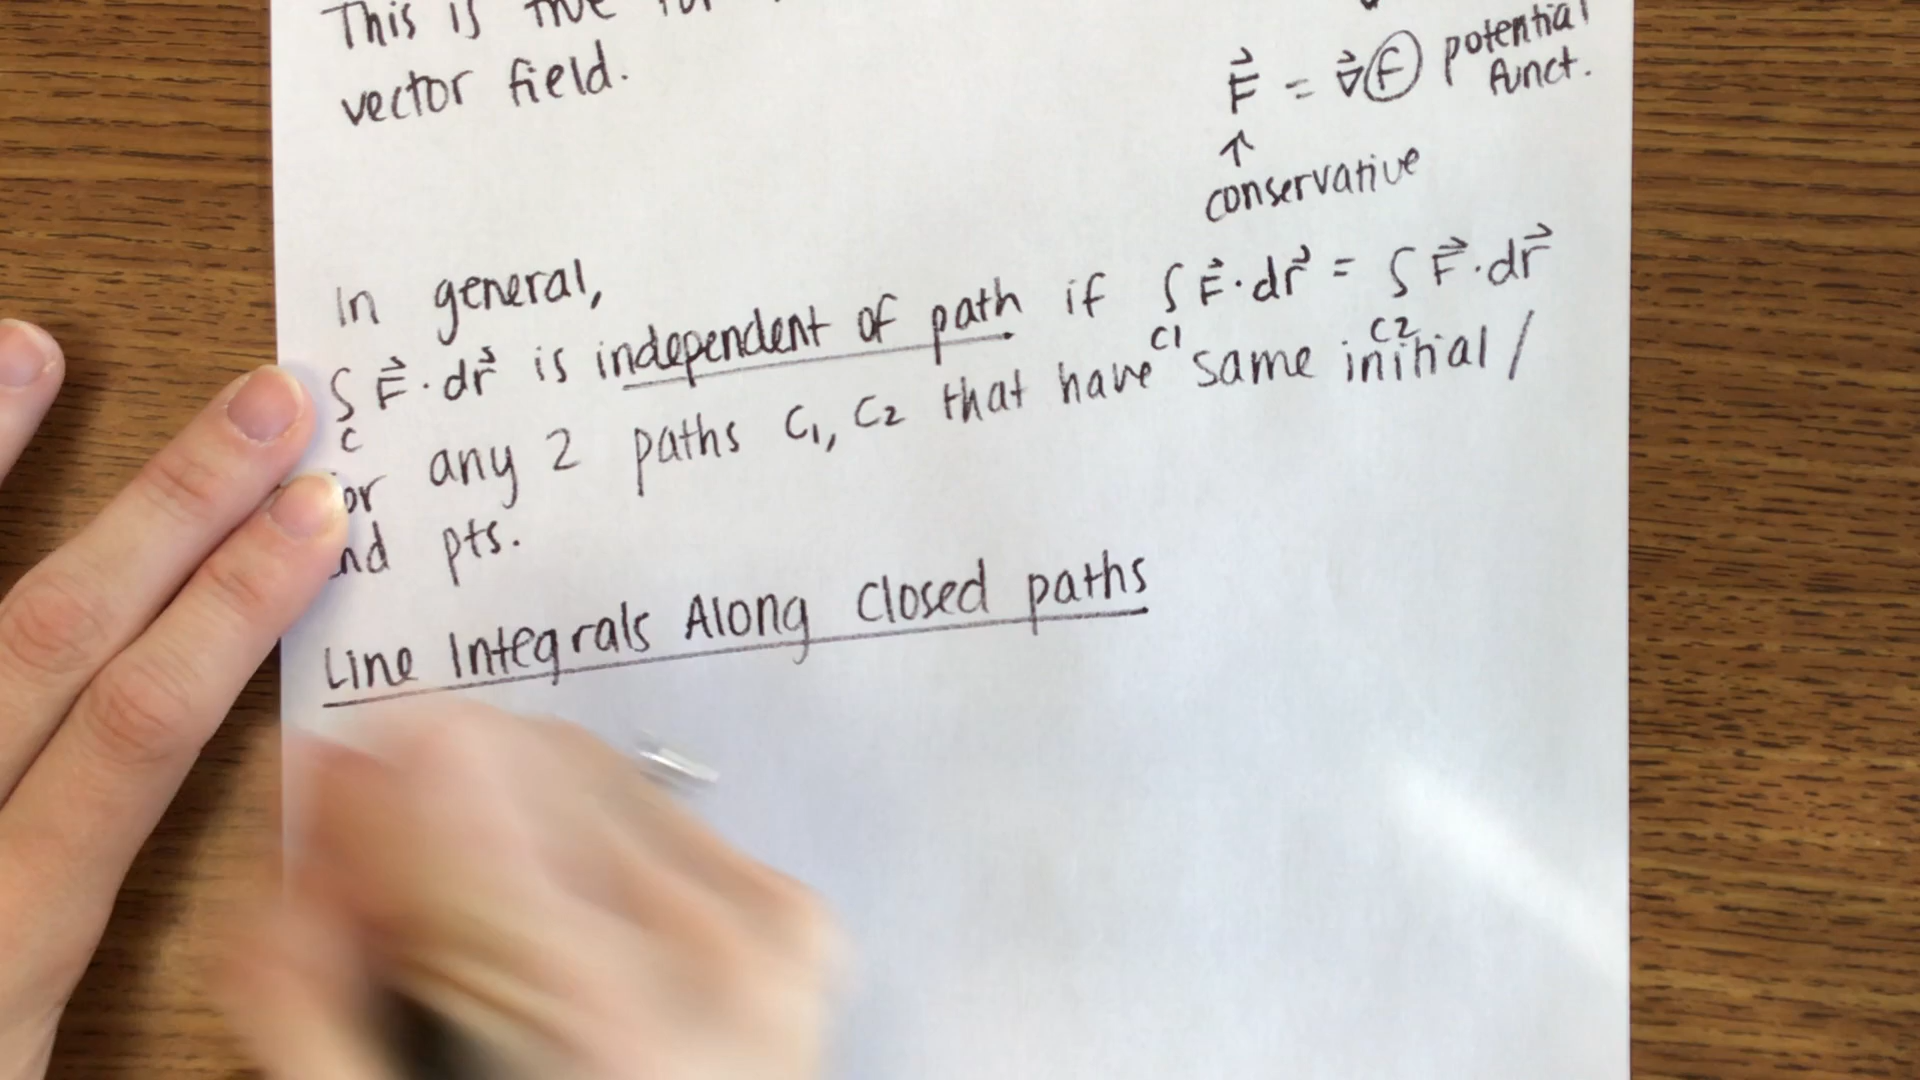 This is true
vector field.
F⃗ = ∇⃗f potential
funct.
↑
conservative
In general,
∫ F⃗ · dr⃗ is independent of path if ∫ F⃗ · dr⃗ = ∫ F⃗ · dr⃗
C C1 C2
for any 2 paths C₁, C₂ that have same initial /
end pts.
Line Integrals Along Closed paths